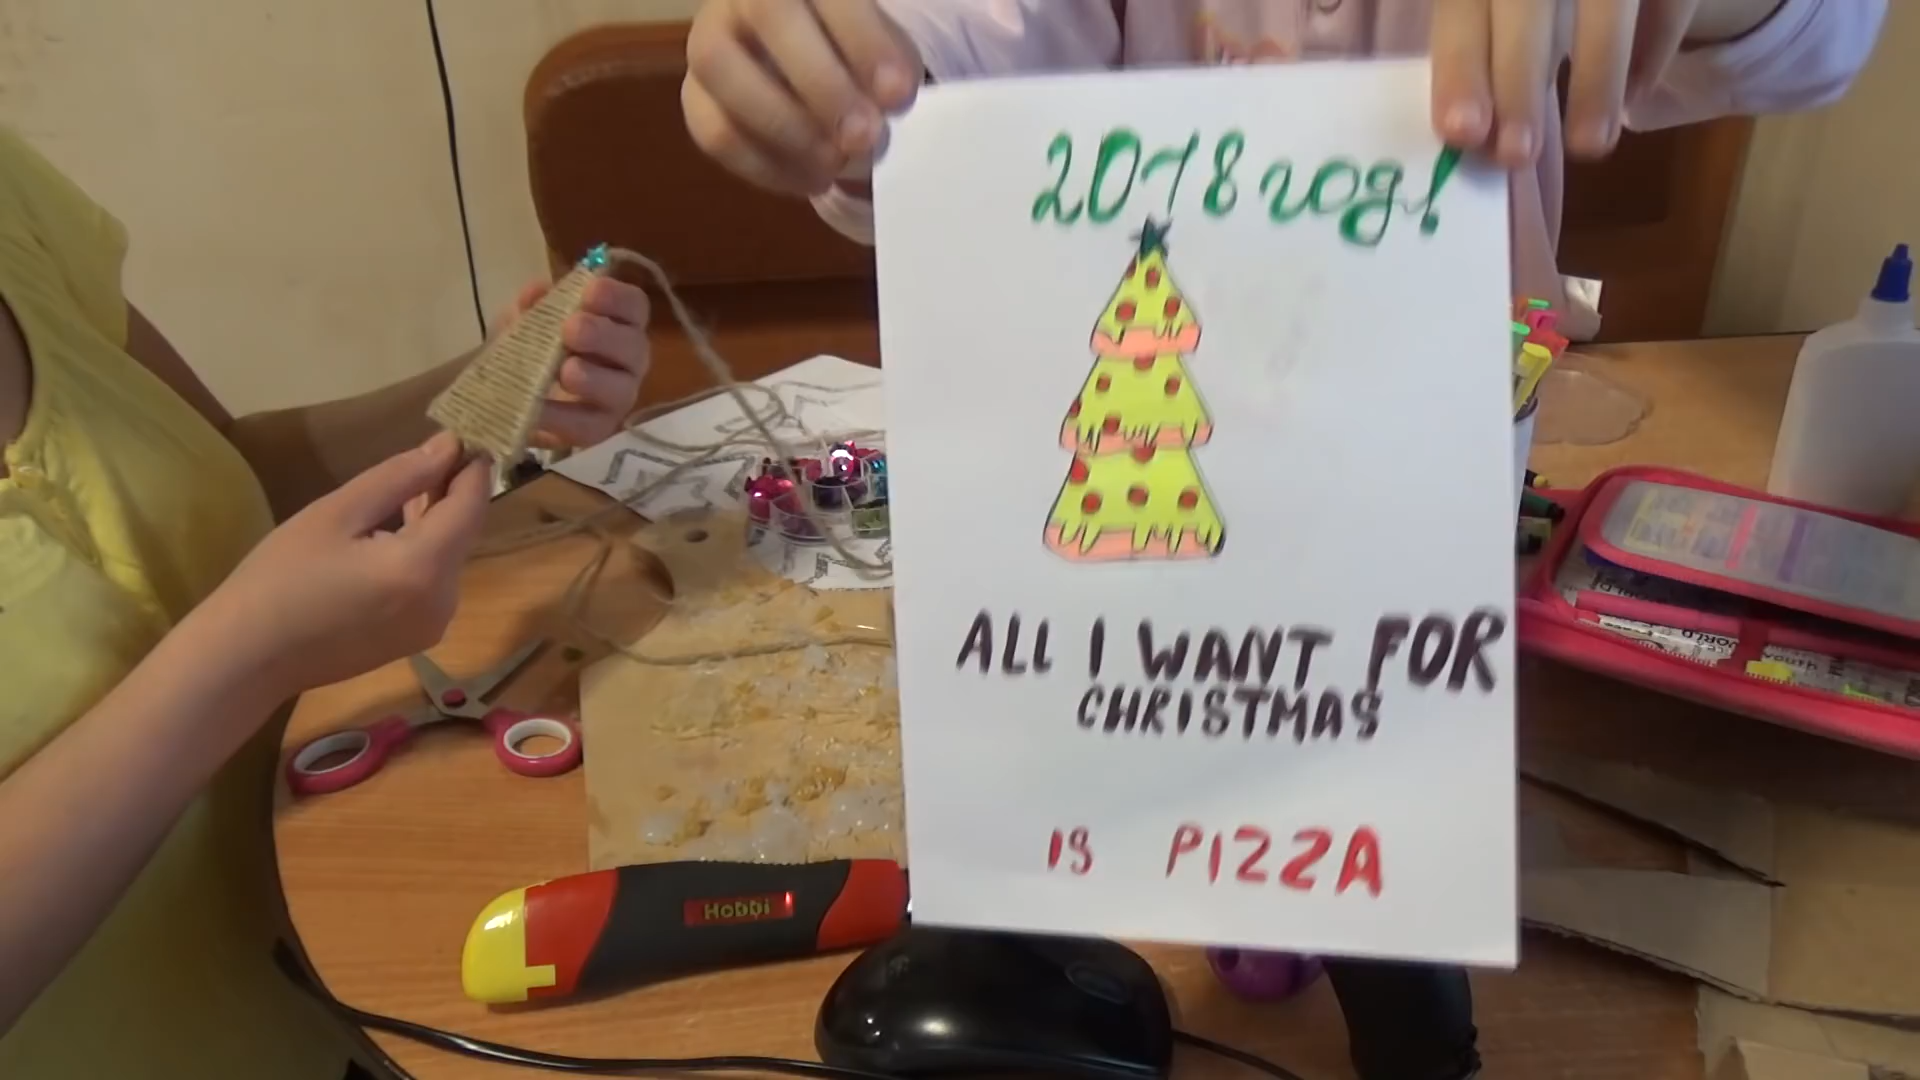 2018 год!
ALL I WANT FOR
CHRISTMAS
IS PIZZA
Hobbi